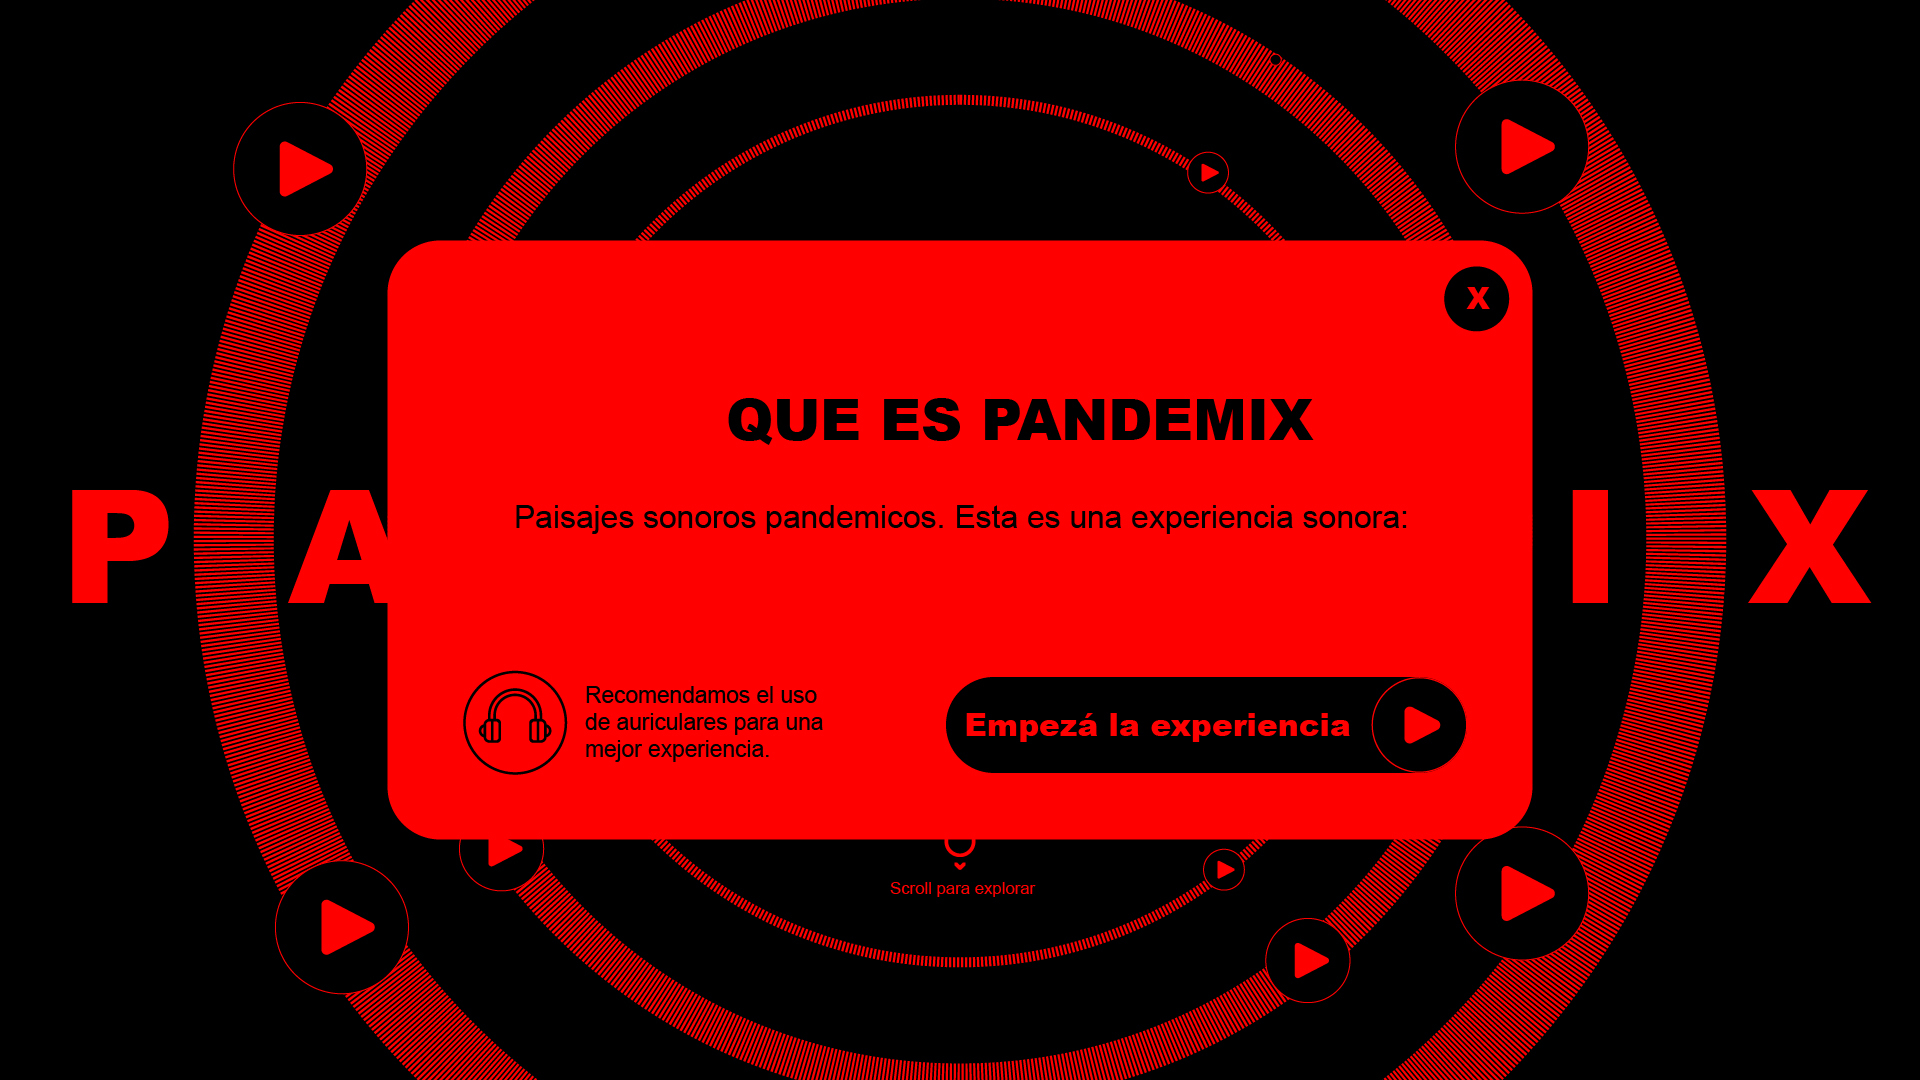 X
QUE ES PANDEMIX
P A I X
Paisajes sonoros pandemicos. Esta es una experiencia sonora:
Recomendamos el uso
de auriculares para una
mejor experiencia.
Empezá la experiencia
Scroll para explorar